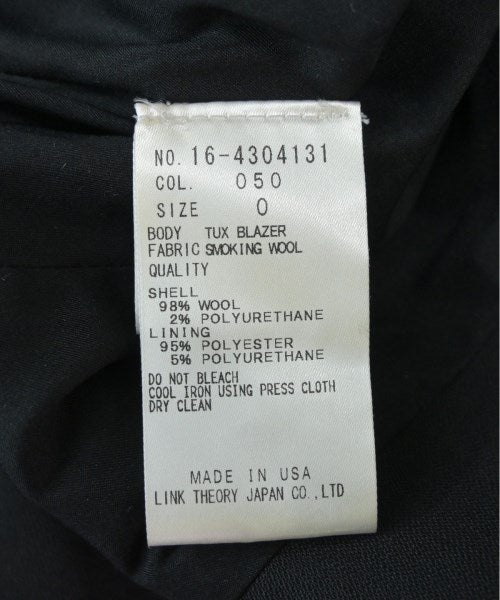 NO. 16-4304131
COL. 050
SIZE 0
BODY TUX BLAZER
FABRIC SMOKING WOOL
QUALITY
SHELL
98% WOOL
2% POLYURETHANE
LINING
95% POLYESTER
5% POLYURETHANE
DO NOT BLEACH
COOL IRON USING PRESS CLOTH
DRY CLEAN
MADE IN USA
LINK THEORY JAPAN CO.,LTD